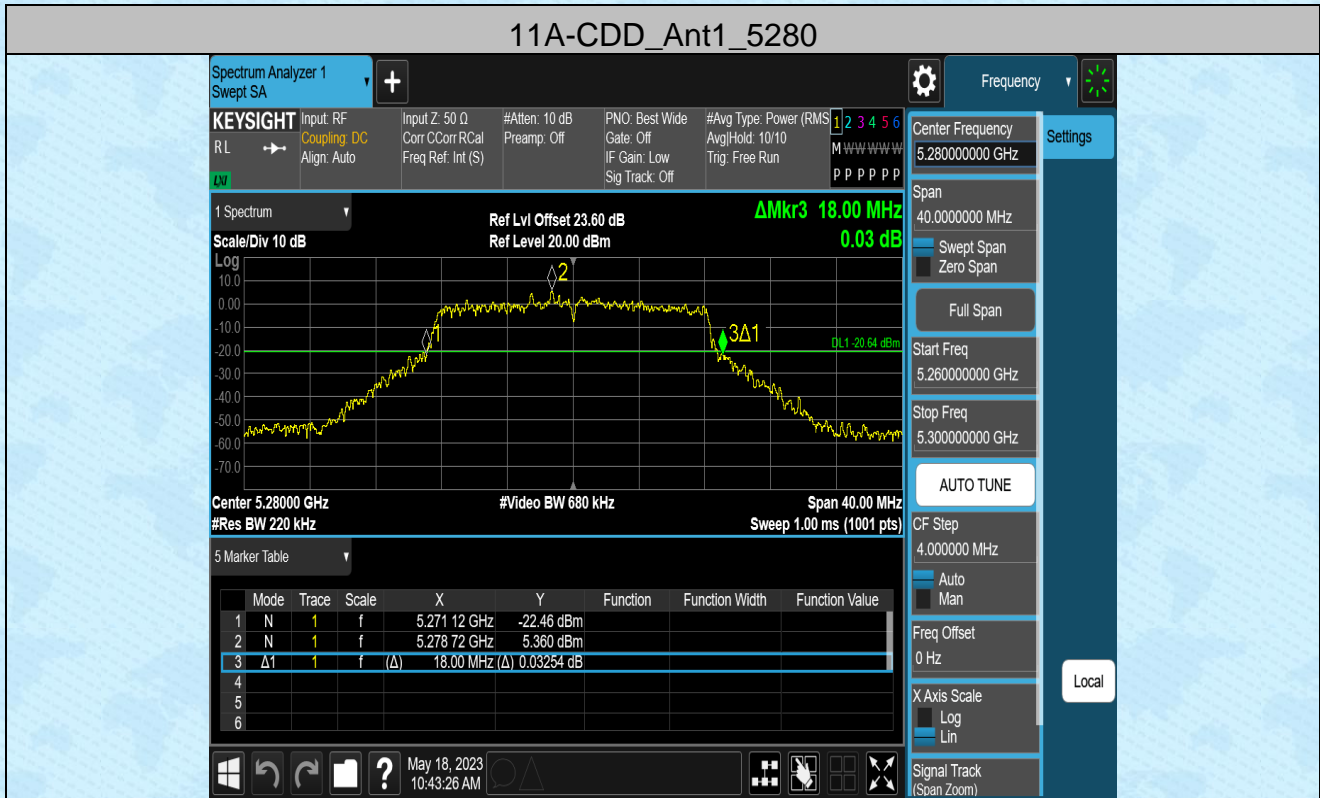 11A-CDD_Ant1_5280
Spectrum Analyzer 1
Swept SA
Frequency
KEYSIGHT
RL
LXI
Input: RF
Coupling: DC
Align: Auto
Input Z: 50 Ω
Corr CCorr RCal
Freq Ref: Int (S)
#Atten: 10 dB
Preamp: Off
PNO: Best Wide
Gate: Off
IF Gain: Low
Sig Track: Off
#Avg Type: Power (RMS
Avg|Hold: 10/10
Trig: Free Run
1 2 3 4 5 6
M W W W W W
P P P P P P
1 Spectrum
Scale/Div 10 dB
Ref Lvl Offset 23.60 dB
Ref Level 20.00 dBm
ΔMkr3 18.00 MHz
0.03 dB
Log
10.0
0.00
-10.0
-20.0
-30.0
-40.0
-50.0
-60.0
-70.0
2
1
3Δ1
DL1 -20.64 dBm
Center 5.28000 GHz
#Video BW 680 kHz
Span 40.00 MHz
#Res BW 220 kHz
Sweep 1.00 ms (1001 pts)
5 Marker Table
Mode Trace Scale X Y Function Function Width Function Value
1 N 1 f 5.271 12 GHz -22.46 dBm
2 N 1 f 5.278 72 GHz 5.360 dBm
3 Δ1 1 f (Δ) 18.00 MHz (Δ) 0.03254 dB
4
5
6
?
May 18, 2023
10:43:26 AM
Center Frequency
5.280000000 GHz
Settings
Span
40.0000000 MHz
Swept Span
Zero Span
Full Span
Start Freq
5.260000000 GHz
Stop Freq
5.300000000 GHz
AUTO TUNE
CF Step
4.000000 MHz
Auto
Man
Freq Offset
0 Hz
X Axis Scale
Log
Lin
Local
Signal Track
(Span Zoom)